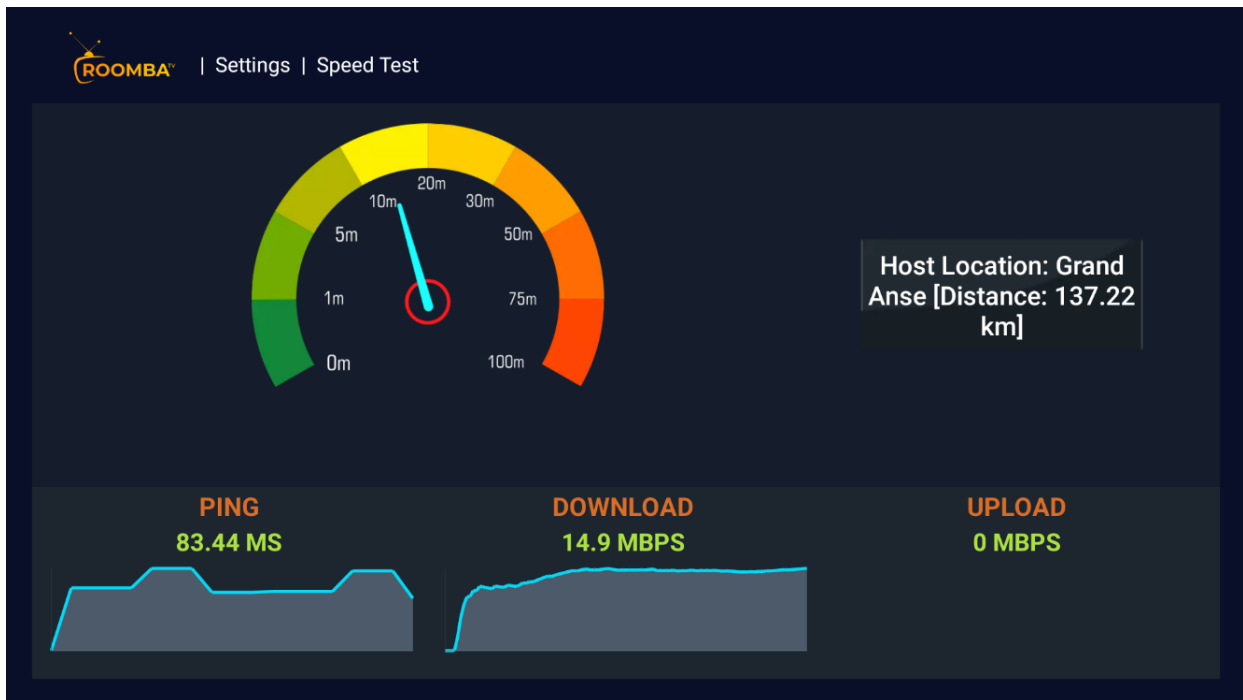 ROOMBA TV | Settings | Speed Test
20m
10m
30m
5m
50m
1m
75m
0m
100m
Host Location: Grand
Anse [Distance: 137.22
km]
PING
83.44 MS
DOWNLOAD
14.9 MBPS
UPLOAD
0 MBPS